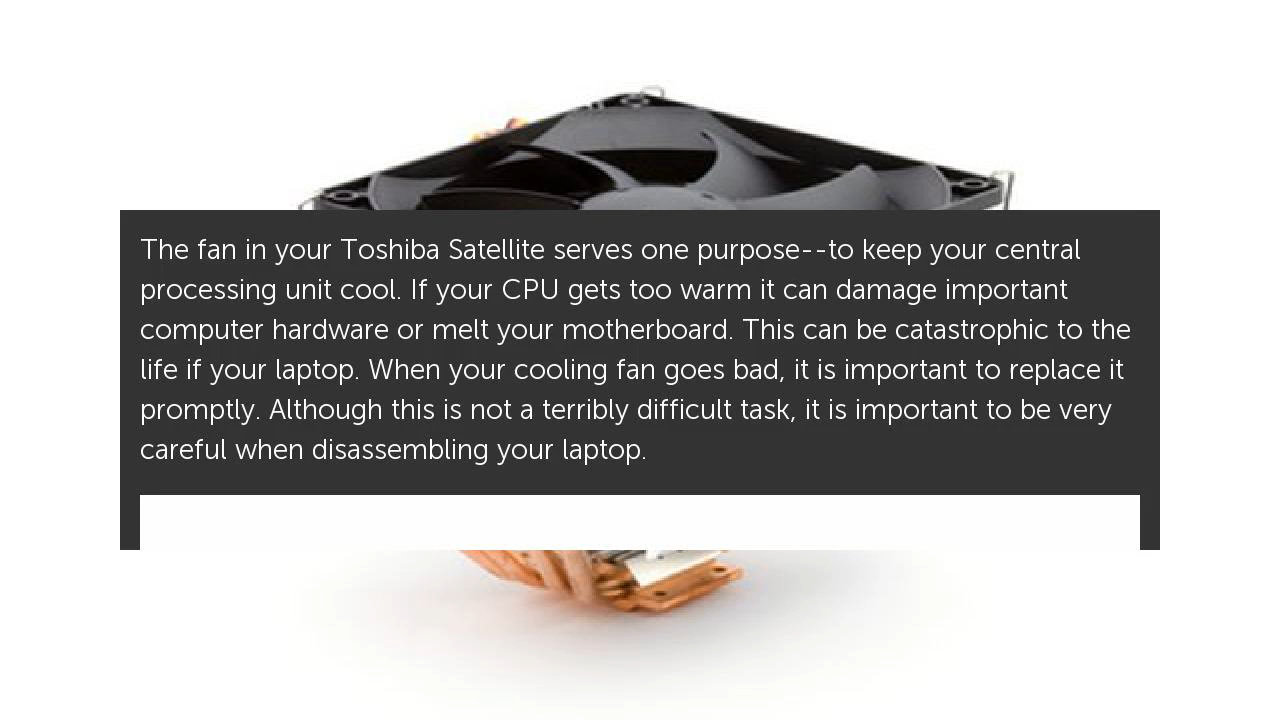 The fan in your Toshiba Satellite serves one purpose--to keep your central
processing unit cool. If your CPU gets too warm it can damage important
computer hardware or melt your motherboard. This can be catastrophic to the
life if your laptop. When your cooling fan goes bad, it is important to replace it
promptly. Although this is not a terribly difficult task, it is important to be very
careful when disassembling your laptop.